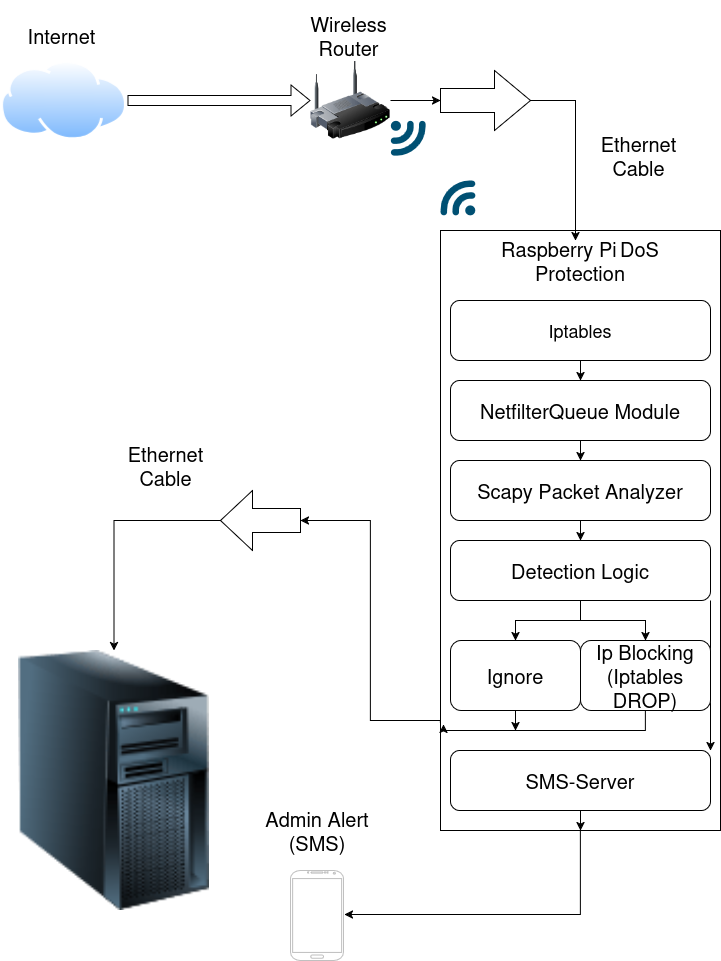 Internet
Wireless
Router
Ethernet
Cable
Raspberry Pi DoS
Protection
Iptables
NetfilterQueue Module
Scapy Packet Analyzer
Detection Logic
Ignore
Ip Blocking
(Iptables
DROP)
SMS-Server
Ethernet
Cable
Admin Alert
(SMS)